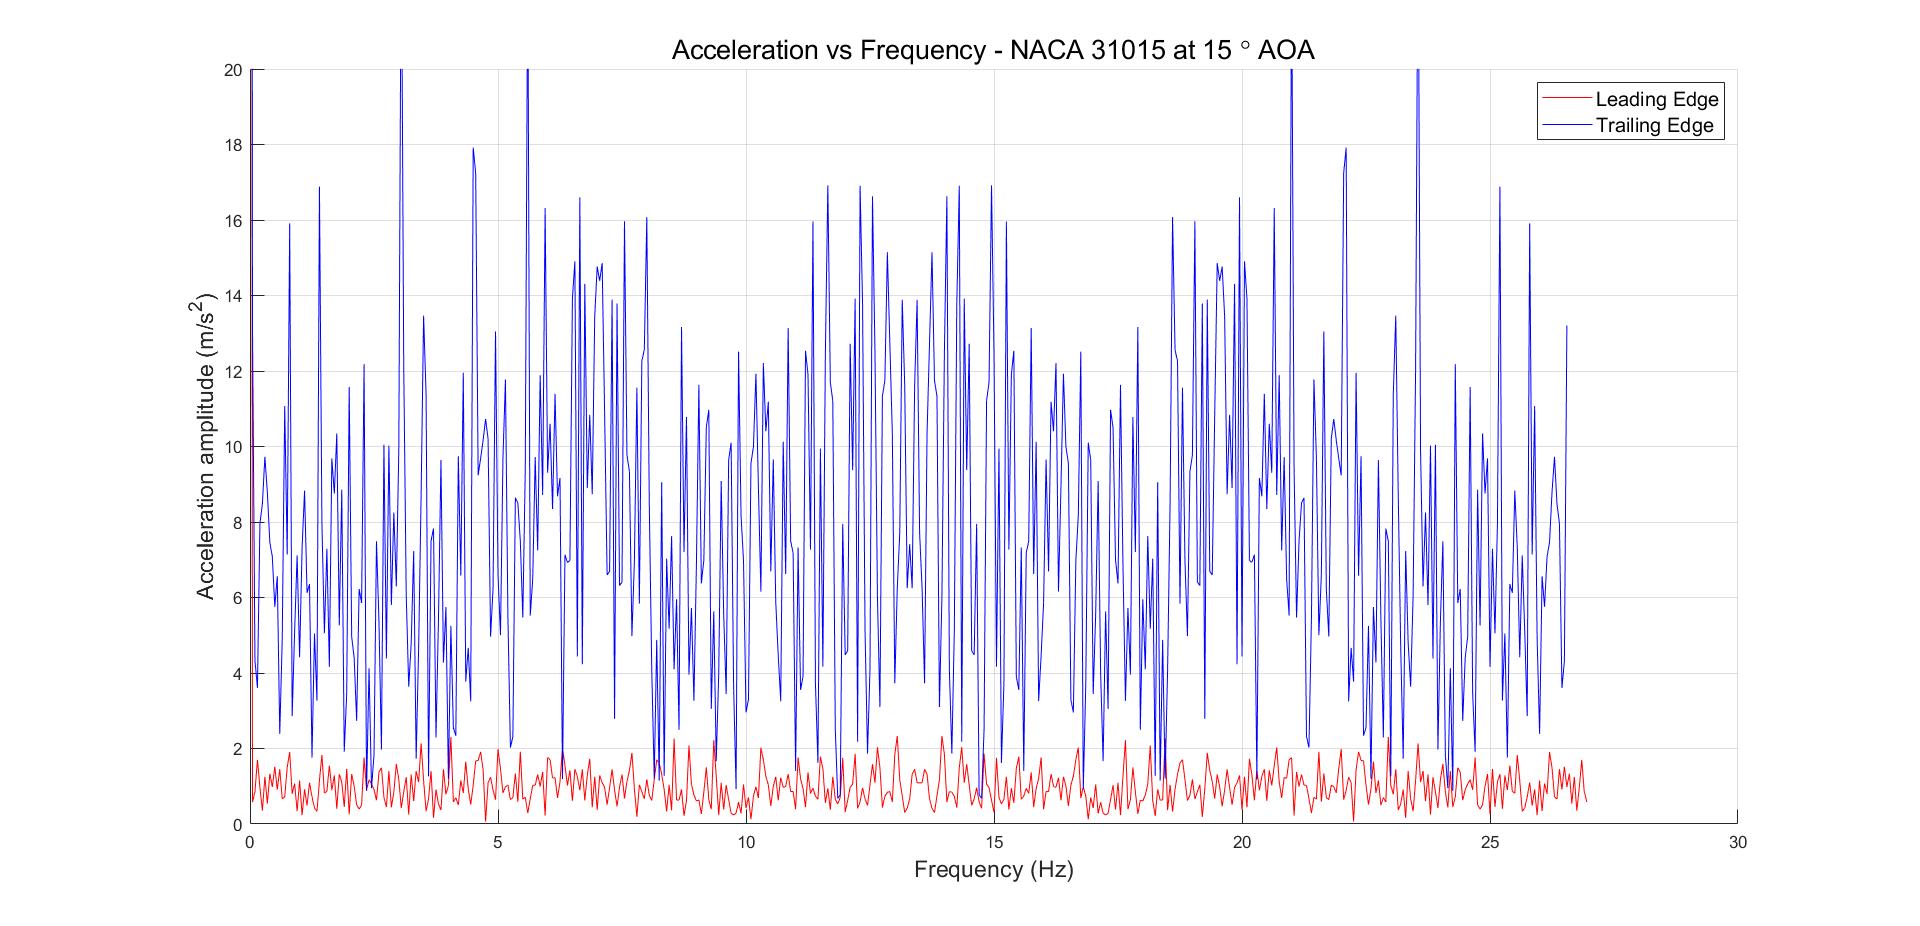 Acceleration vs Frequency - NACA 31015 at 15 ° AOA
Leading Edge
Trailing Edge
20
18
16
14
12
10
8
6
4
2
0
Acceleration amplitude (m/s²)
0 5 10 15 20 25 30
Frequency (Hz)